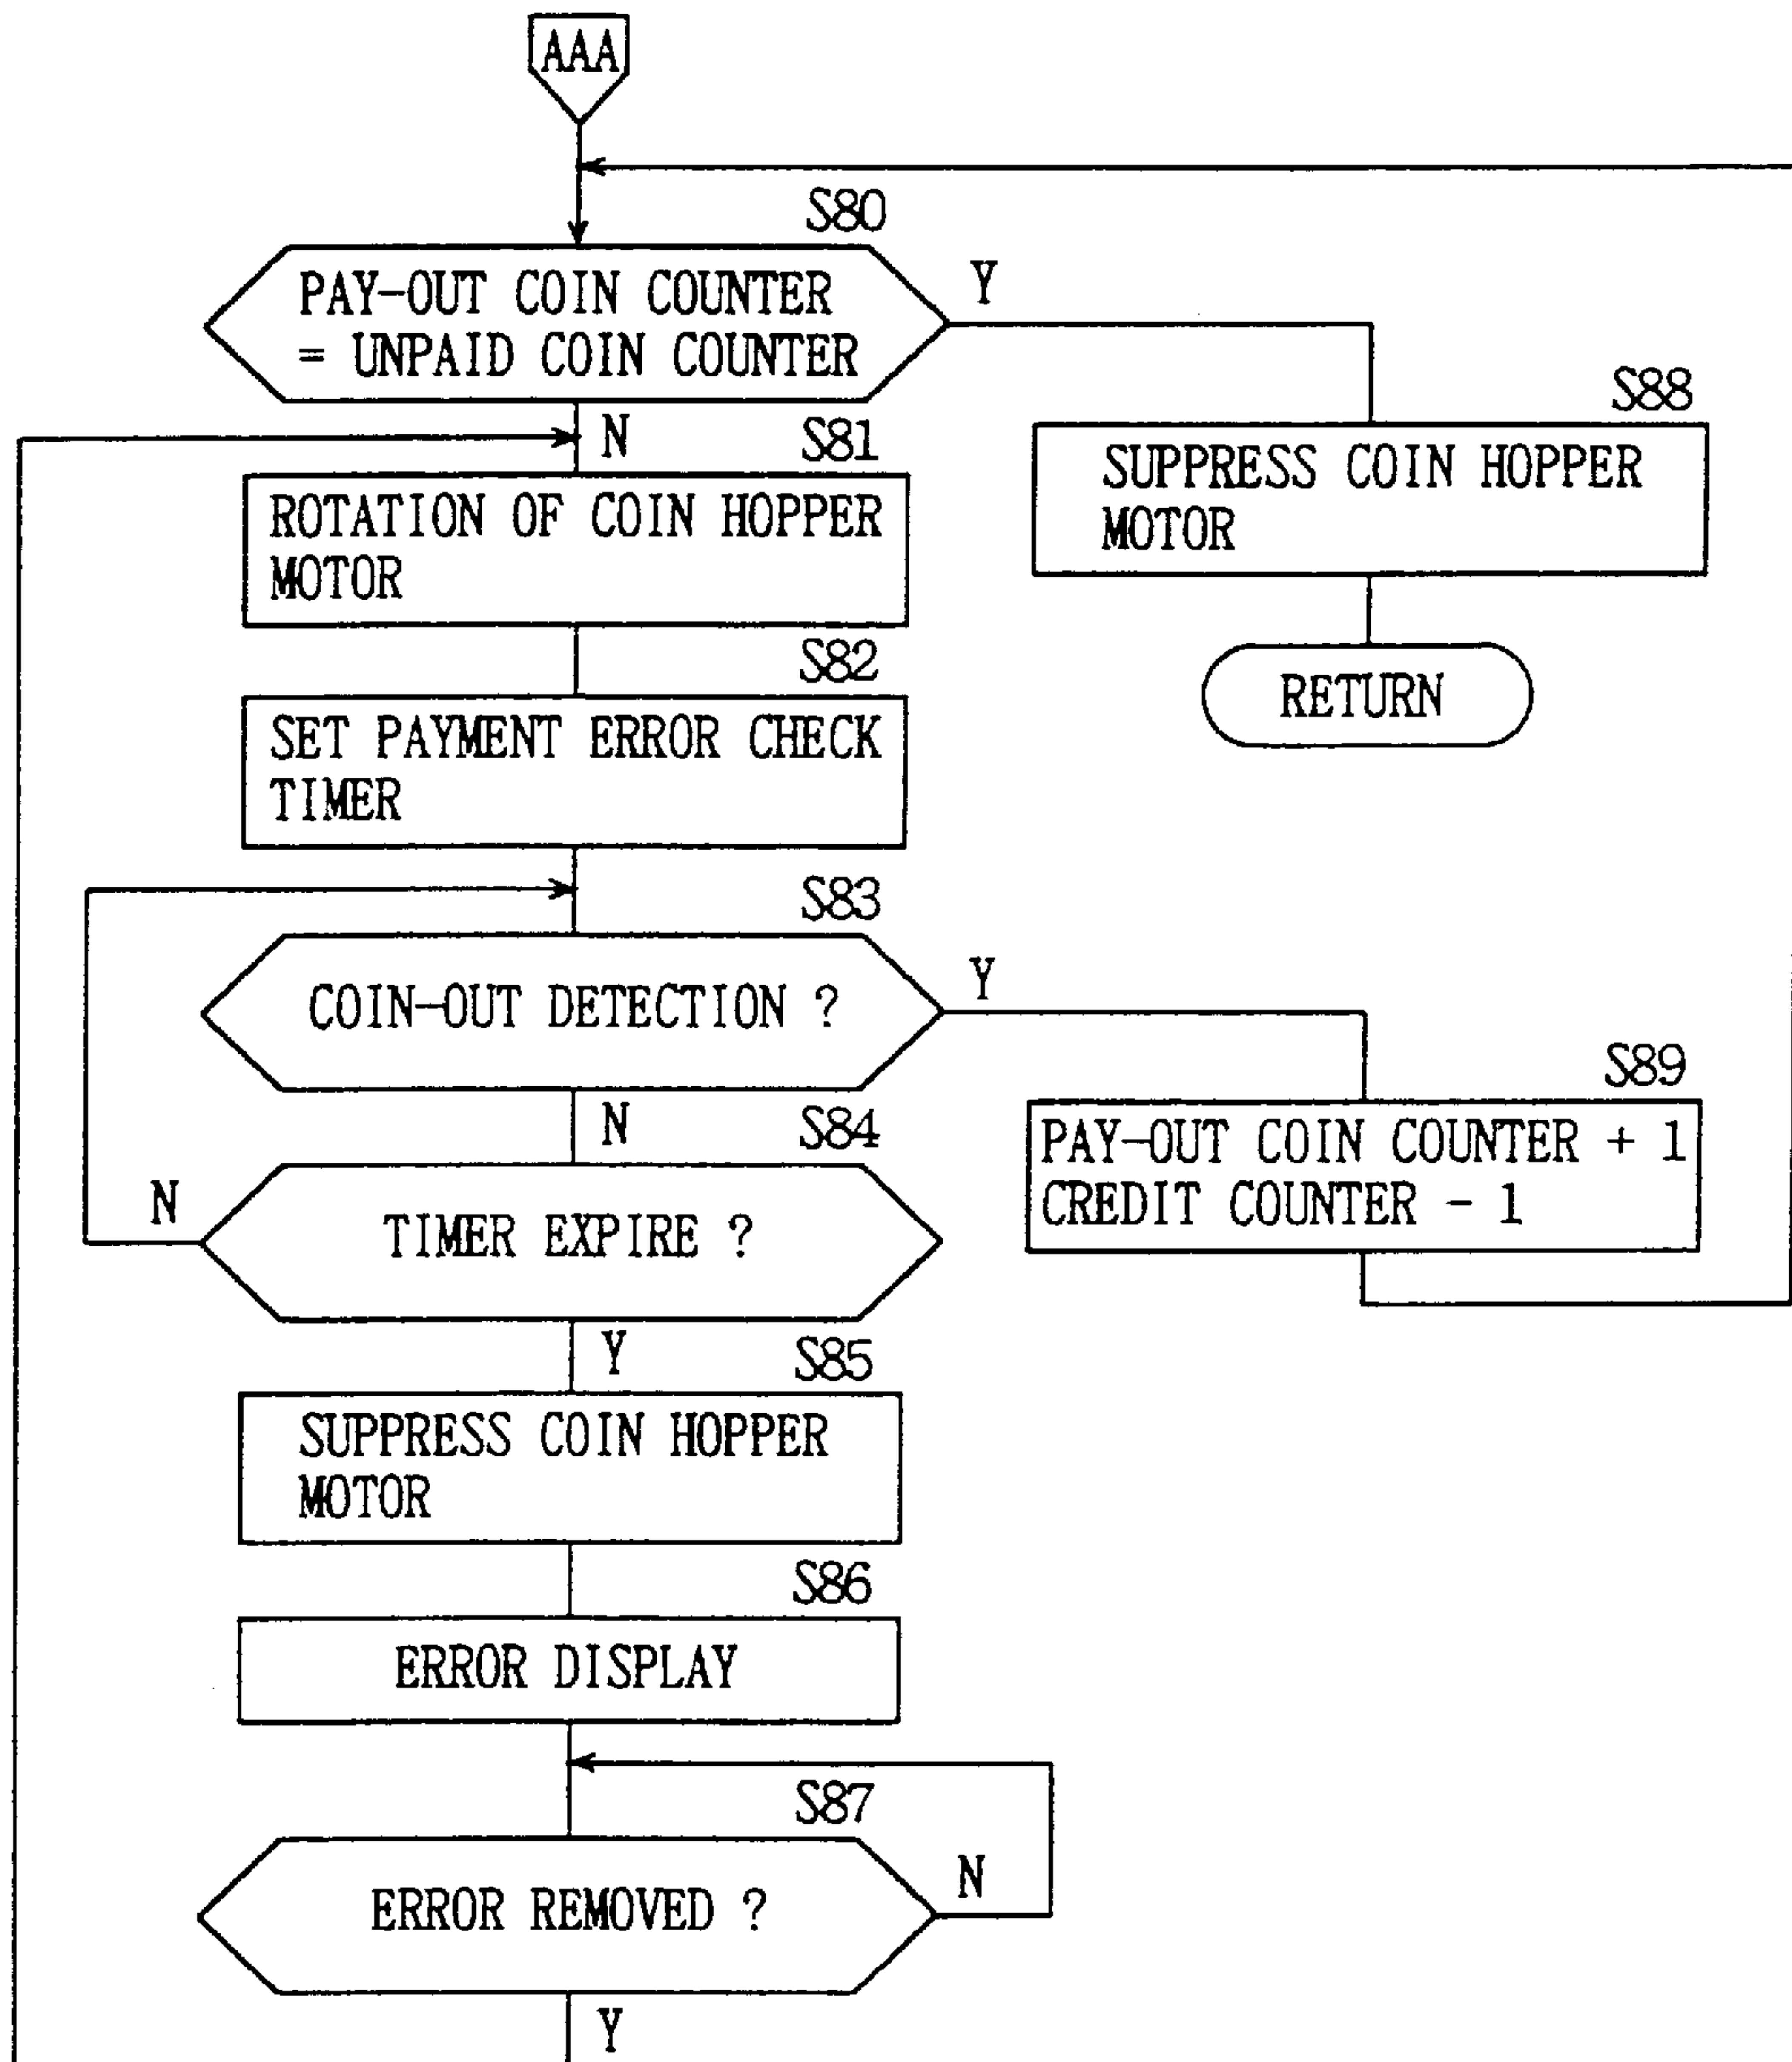 AAA
S80
PAY-OUT COIN COUNTER
= UNPAID COIN COUNTER
Y
N
S81
ROTATION OF COIN HOPPER
MOTOR
S88
SUPPRESS COIN HOPPER
MOTOR
RETURN
S82
SET PAYMENT ERROR CHECK
TIMER
S83
COIN-OUT DETECTION ?
Y
N
S89
PAY-OUT COIN COUNTER + 1
CREDIT COUNTER - 1
S84
TIMER EXPIRE ?
N
Y
S85
SUPPRESS COIN HOPPER
MOTOR
S86
ERROR DISPLAY
S87
ERROR REMOVED ?
N
Y